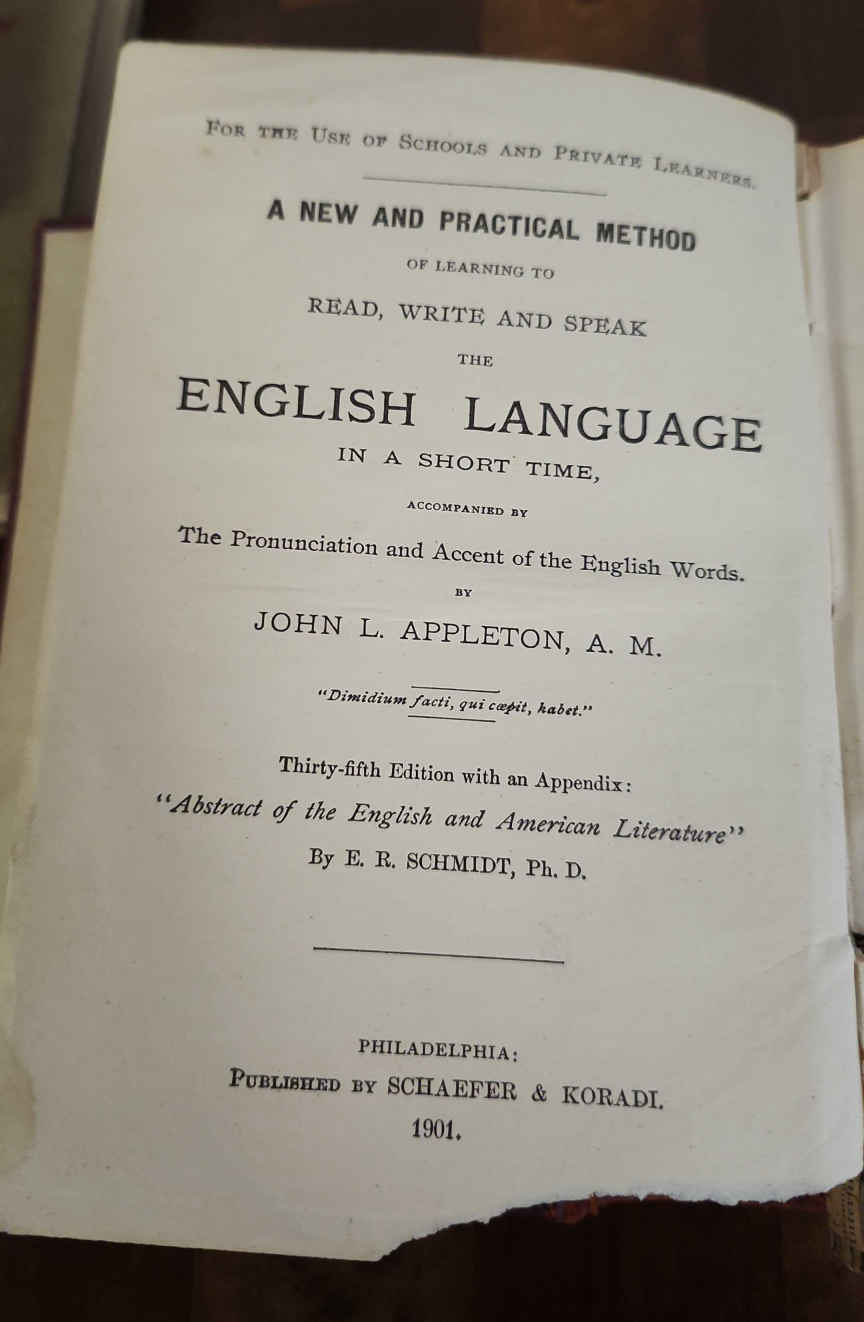 For the Use of Schools and Private Learners.
A NEW AND PRACTICAL METHOD
OF LEARNING TO
READ, WRITE AND SPEAK
THE
ENGLISH LANGUAGE
IN A SHORT TIME,
ACCOMPANIED BY
The Pronunciation and Accent of the English Words.
BY
JOHN L. APPLETON, A. M.
“Dimidium facti, qui cœpit, habet.”
Thirty-fifth Edition with an Appendix:
“Abstract of the English and American Literature”
By E. R. SCHMIDT, Ph. D.
PHILADELPHIA:
Published by SCHAEFER & KORADI.
1901.